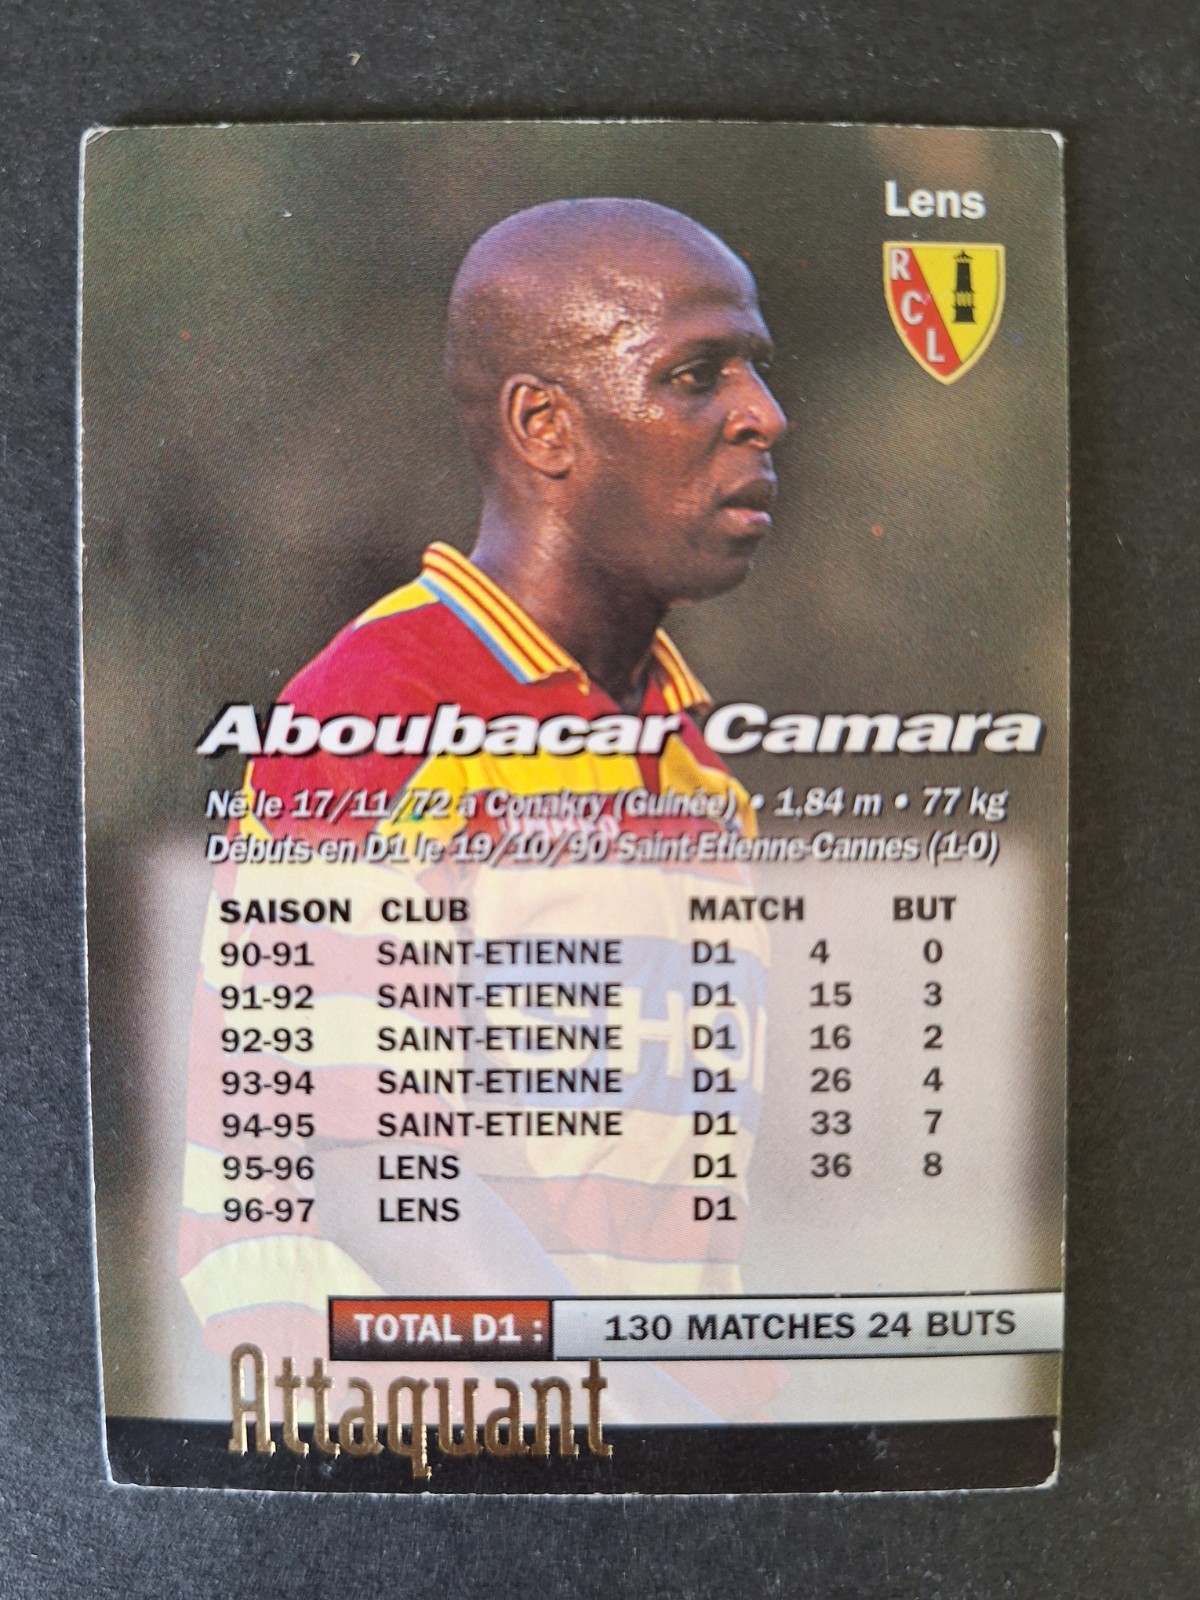 Lens
R
C
L
Aboubacar Camara
Né le 17/11/72 à Conakry (Guinée) • 1,84 m • 77 kg
Débuts en D1 le 19/10/90 Saint-Etienne-Cannes (1-0)
SAISON CLUB MATCH BUT
90-91 SAINT-ETIENNE D1 4 0
91-92 SAINT-ETIENNE D1 15 3
92-93 SAINT-ETIENNE D1 16 2
93-94 SAINT-ETIENNE D1 26 4
94-95 SAINT-ETIENNE D1 33 7
95-96 LENS D1 36 8
96-97 LENS D1
TOTAL D1 : 130 MATCHES 24 BUTS
Attaquant